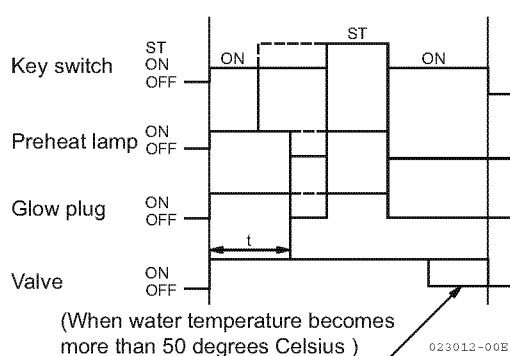 ST
ST
Key switch ON ON ON
OFF
Preheat lamp ON
OFF
Glow plug ON
OFF
t
Valve ON
OFF
(When water temperature becomes
more than 50 degrees Celsius )
023012-00E